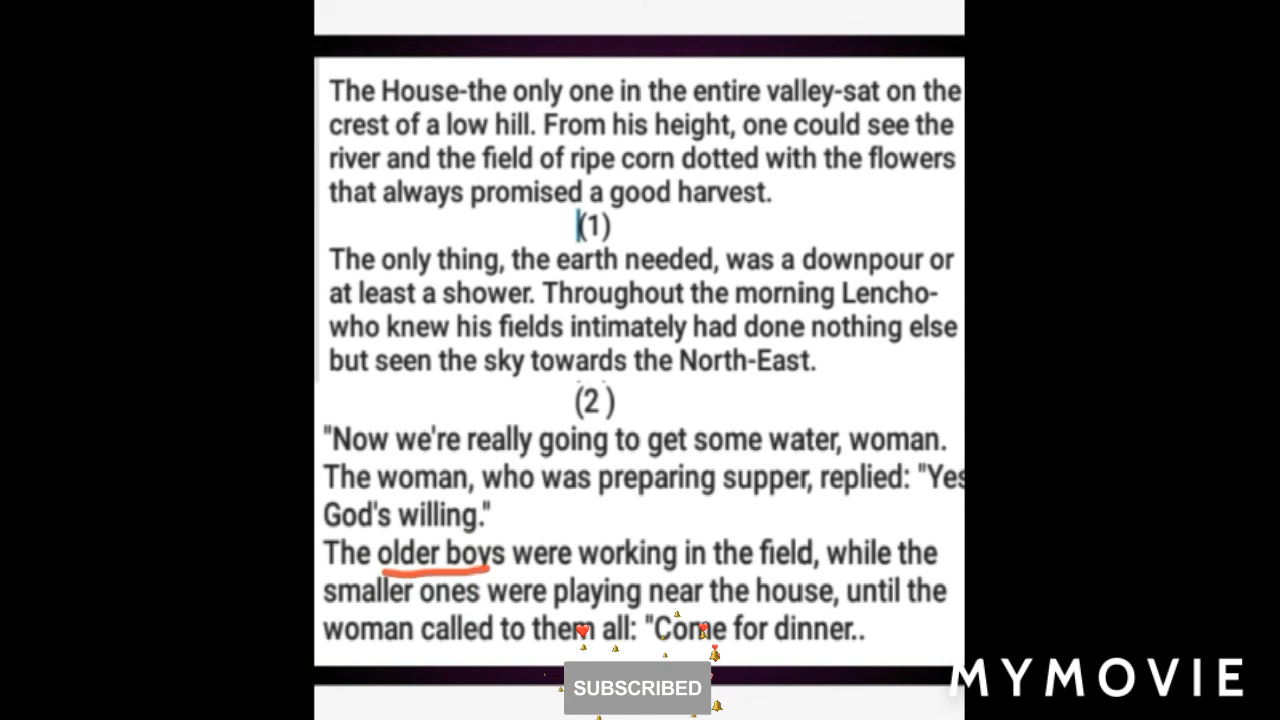 The House-the only one in the entire valley-sat on the
crest of a low hill. From his height, one could see the
river and the field of ripe corn dotted with the flowers
that always promised a good harvest.
(1)
The only thing, the earth needed, was a downpour or
at least a shower. Throughout the morning Lencho-
who knew his fields intimately had done nothing else
but seen the sky towards the North-East.
(2 )
"Now we're really going to get some water, woman.
The woman, who was preparing supper, replied: "Yes
God's willing."
The older boys were working in the field, while the
smaller ones were playing near the house, until the
woman called to them all: "Come for dinner..
SUBSCRIBED
MYMOVIE